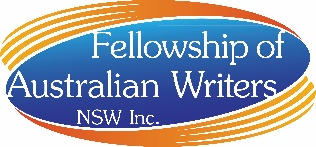 Fellowship of
Australian Writers
NSW Inc.